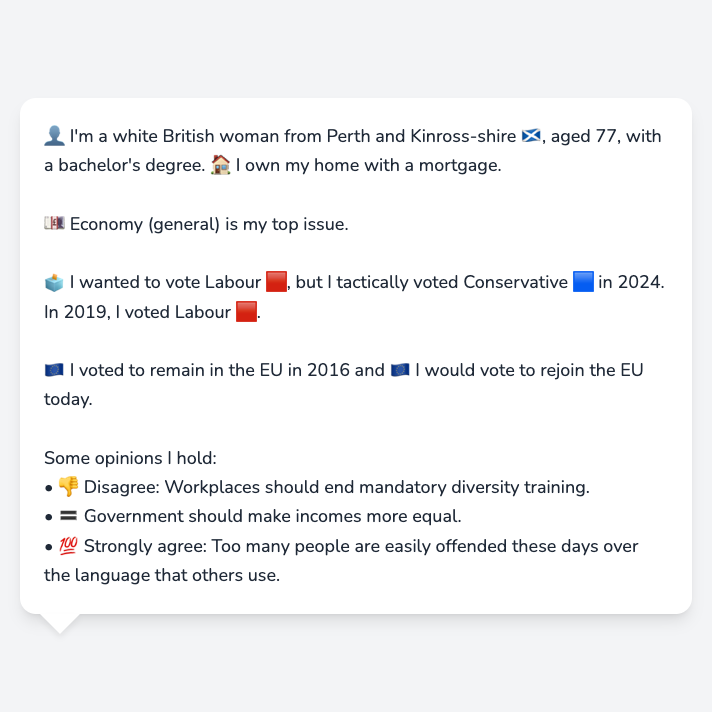 👤 I'm a white British woman from Perth and Kinross-shire 🏴󠁧󠁢󠁳󠁣󠁴󠁿, aged 77, with
a bachelor's degree. 🏠 I own my home with a mortgage.
💷 Economy (general) is my top issue.
🗳️ I wanted to vote Labour 🟥, but I tactically voted Conservative 🟦 in 2024.
In 2019, I voted Labour 🟥.
🇪🇺 I voted to remain in the EU in 2016 and 🇪🇺 I would vote to rejoin the EU
today.
Some opinions I hold:
• 👎 Disagree: Workplaces should end mandatory diversity training.
• 🟰 Government should make incomes more equal.
• 💯 Strongly agree: Too many people are easily offended these days over
the language that others use.